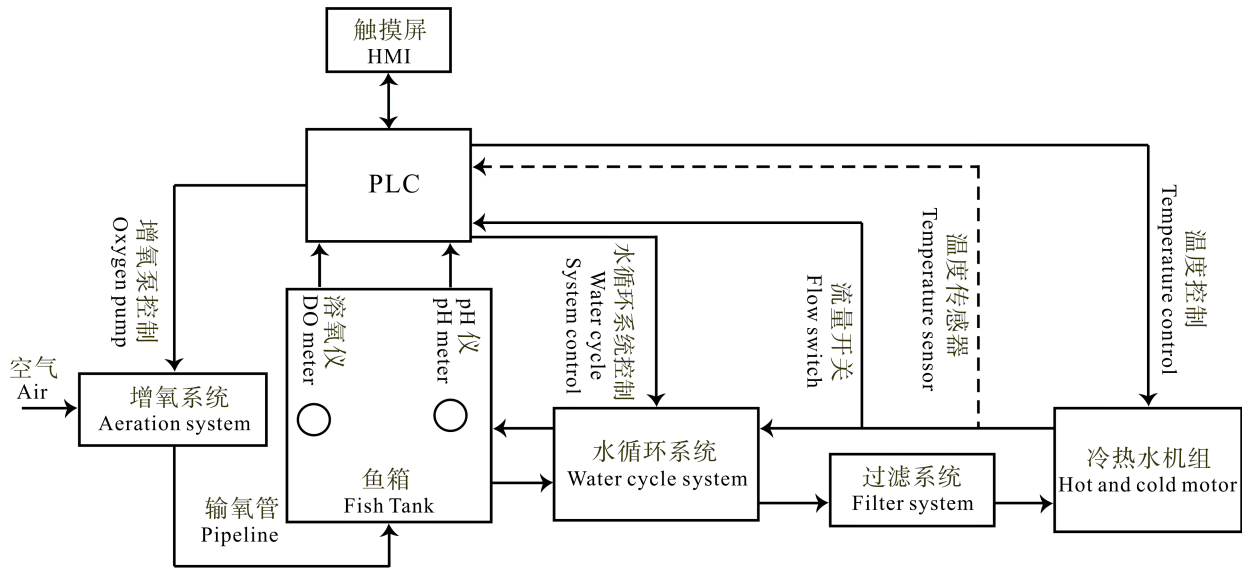 触摸屏
HMI
PLC
增氧泵控制
Oxygen pump
溶氧仪
DO meter
pH 仪
pH meter
水循环系统控制
Water cycle
System control
流量开关
Flow switch
温度传感器
Temperature sensor
温度控制
Temperature control
空气
Air
增氧系统
Aeration system
鱼箱
Fish Tank
水循环系统
Water cycle system
过滤系统
Filter system
冷热水机组
Hot and cold motor
输氧管
Pipeline